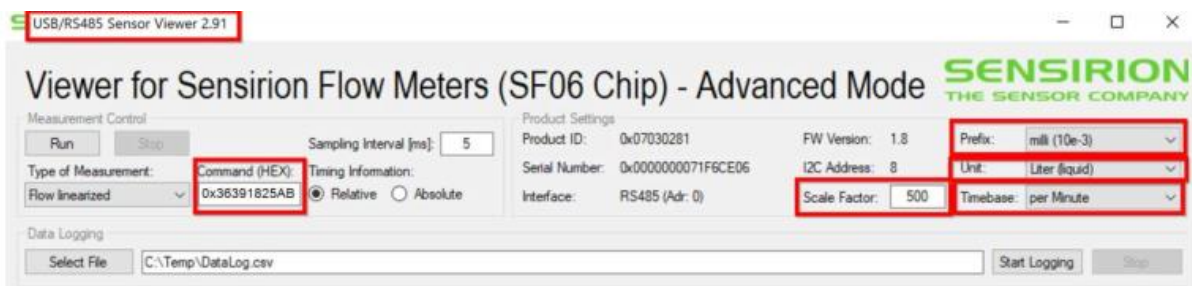 USB/RS485 Sensor Viewer 2.91
Viewer for Sensirion Flow Meters (SF06 Chip) - Advanced Mode
SENSIRION
THE SENSOR COMPANY
Measurement Control
Run Stop Sampling Interval [ms]: 5
Type of Measurement: Command (HEX): Timing Information:
Flow linearized 0x36391825AB Relative Absolute
Product Settings
Product ID: 0x07030281 FW Version: 1.8 Prefix: milli (10e-3)
Serial Number: 0x0000000071F6CE06 I2C Address: 8 Unit: Liter (liquid)
Interface: RS485 (Adr: 0) Scale Factor: 500 Timebase: per Minute
Data Logging
Select File C:\Temp\DataLog.csv Start Logging Stop